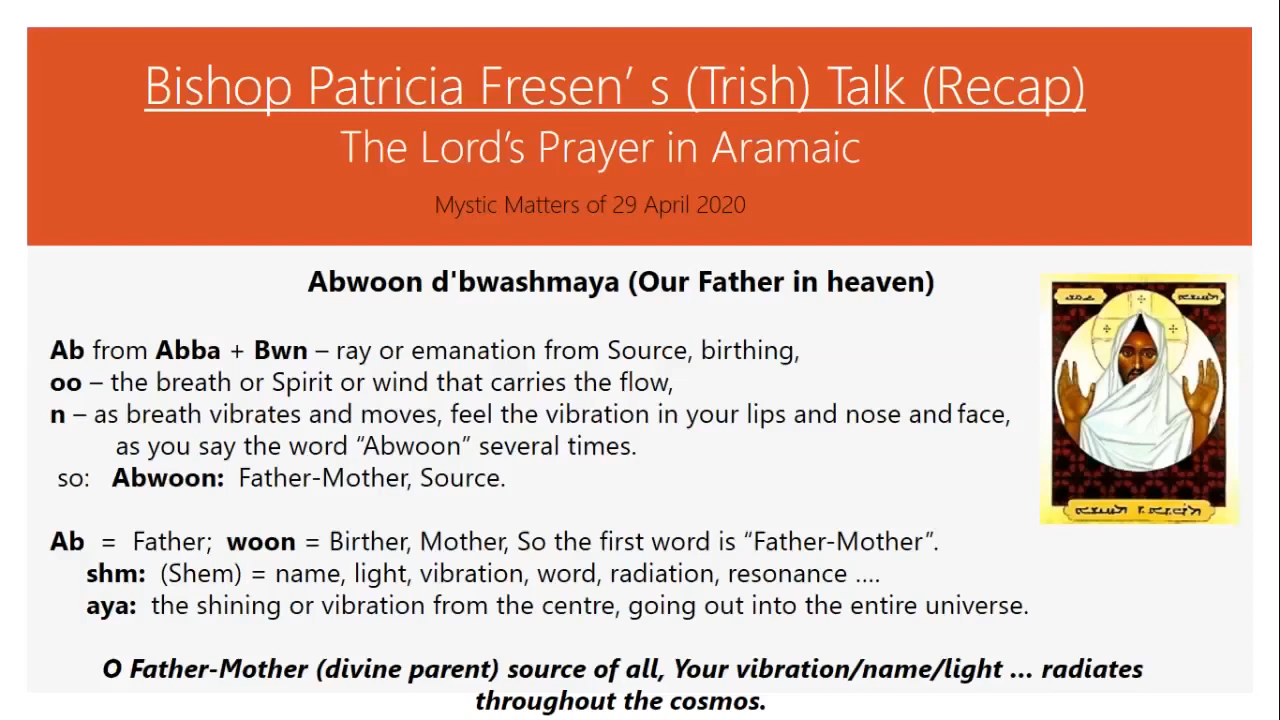 Bishop Patricia Fresen’ s (Trish) Talk (Recap)
The Lord’s Prayer in Aramaic
Mystic Matters of 29 April 2020
Abwoon d'bwashmaya (Our Father in heaven)
Ab from Abba + Bwn – ray or emanation from Source, birthing,
oo – the breath or Spirit or wind that carries the flow,
n – as breath vibrates and moves, feel the vibration in your lips and nose and face,
as you say the word “Abwoon” several times.
so: Abwoon: Father-Mother, Source.
Ab = Father; woon = Birther, Mother, So the first word is “Father-Mother”.
shm: (Shem) = name, light, vibration, word, radiation, resonance ….
aya: the shining or vibration from the centre, going out into the entire universe.
O Father-Mother (divine parent) source of all, Your vibration/name/light … radiates
throughout the cosmos.